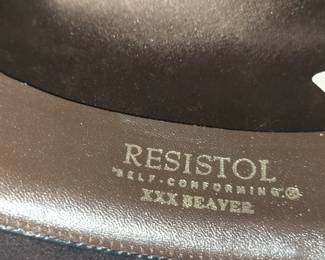 RESISTOL
"SELF-CONFORMING"®
XXX BEAVER